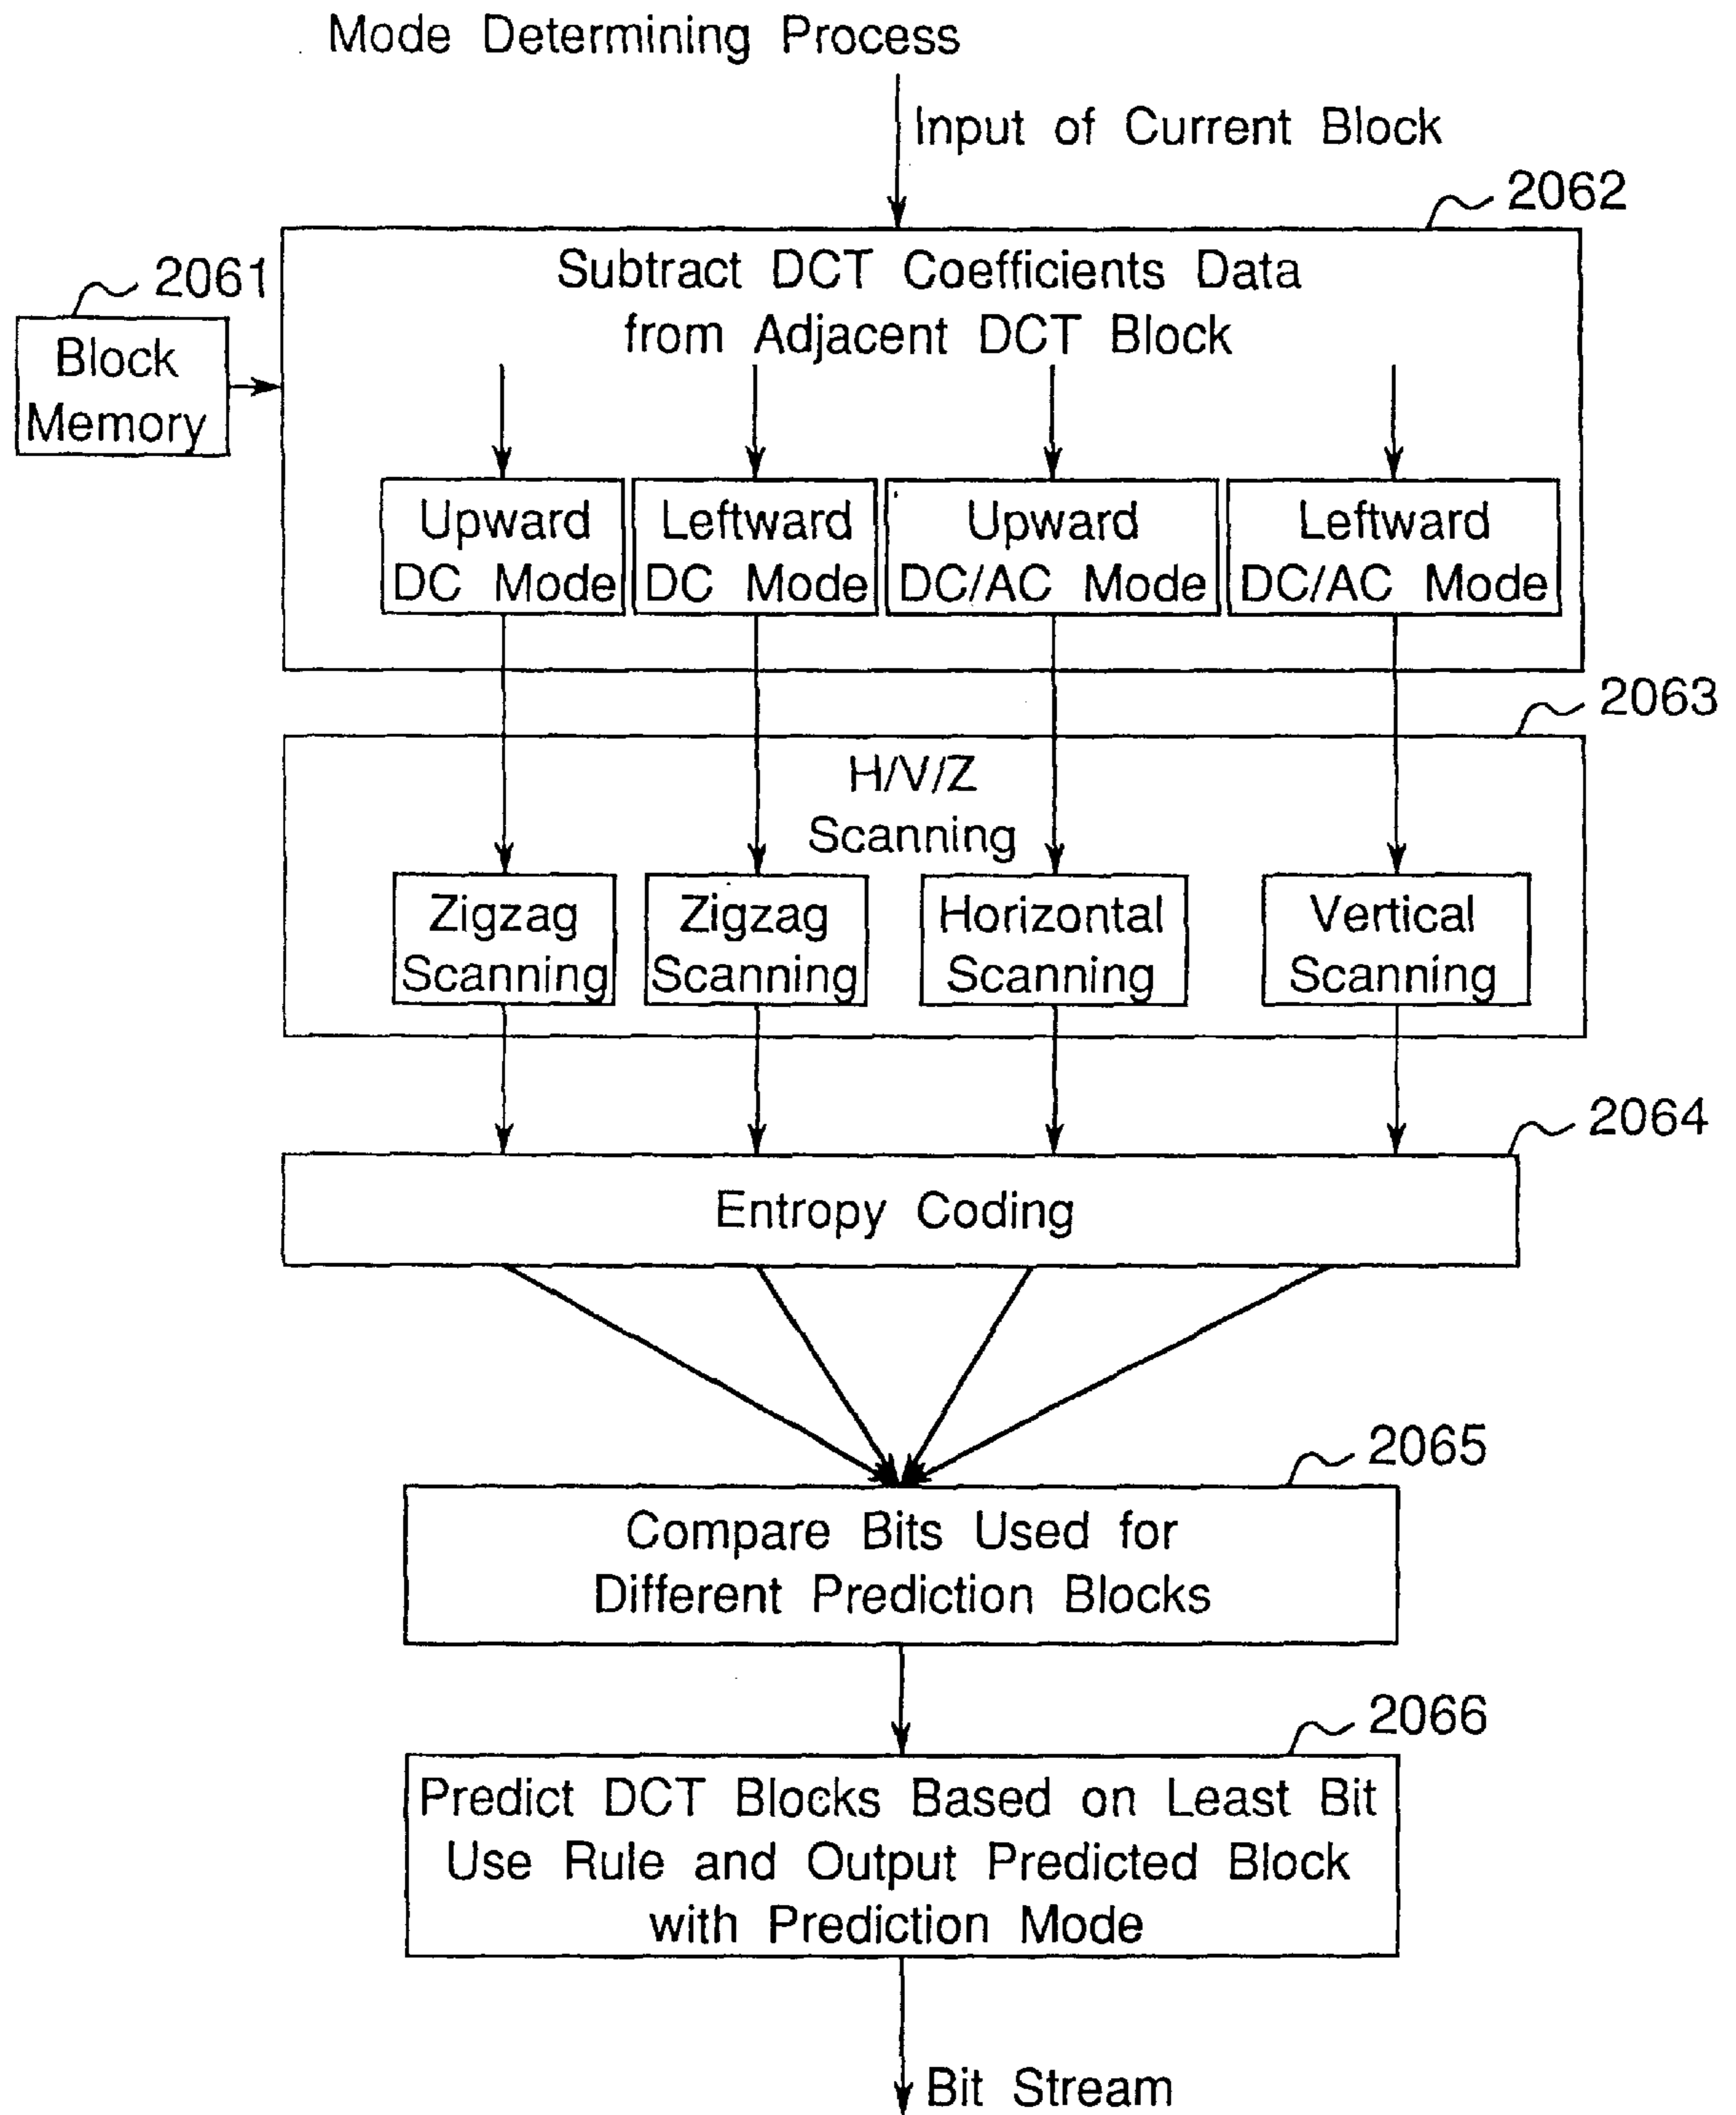 Mode Determining Process
Input of Current Block
2062
2061
Subtract DCT Coefficients Data
from Adjacent DCT Block
Block
Memory
Upward
DC Mode
Leftward
DC Mode
Upward
DC/AC Mode
Leftward
DC/AC Mode
2063
H/V/Z
Scanning
Zigzag
Scanning
Zigzag
Scanning
Horizontal
Scanning
Vertical
Scanning
2064
Entropy Coding
2065
Compare Bits Used for
Different Prediction Blocks
2066
Predict DCT Blocks Based on Least Bit
Use Rule and Output Predicted Block
with Prediction Mode
Bit Stream